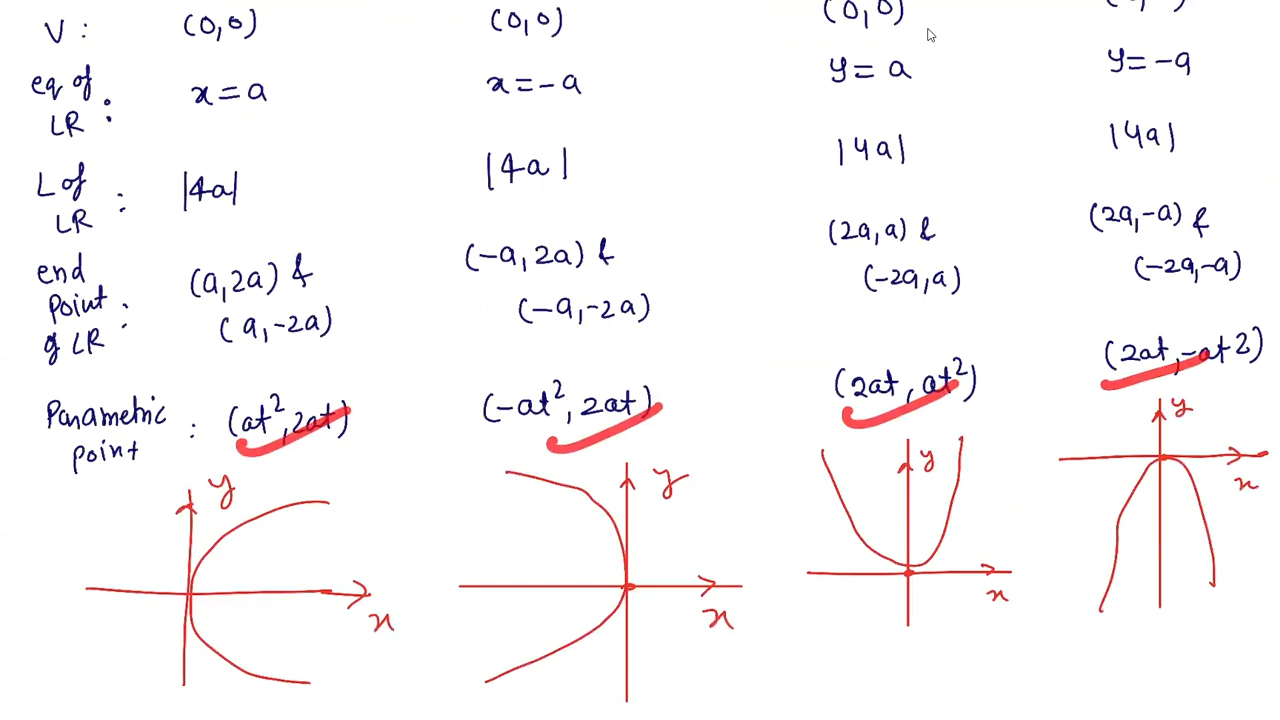 V : (0,0) (0,0) (0,0)
eq of LR : x = a x = -a y = a y = -a
L of LR : |4a| |4a| |4a| |4a|
end point of LR : (a,2a) & (-a,2a) & (2a,a) & (2a,-a) &
(a,-2a) (-a,-2a) (-2a,a) (-2a,-a)
Parametric point : (at²,2at) (-at²,2at) (2at,at²) (2at,-at2)
y y y y
x x x x